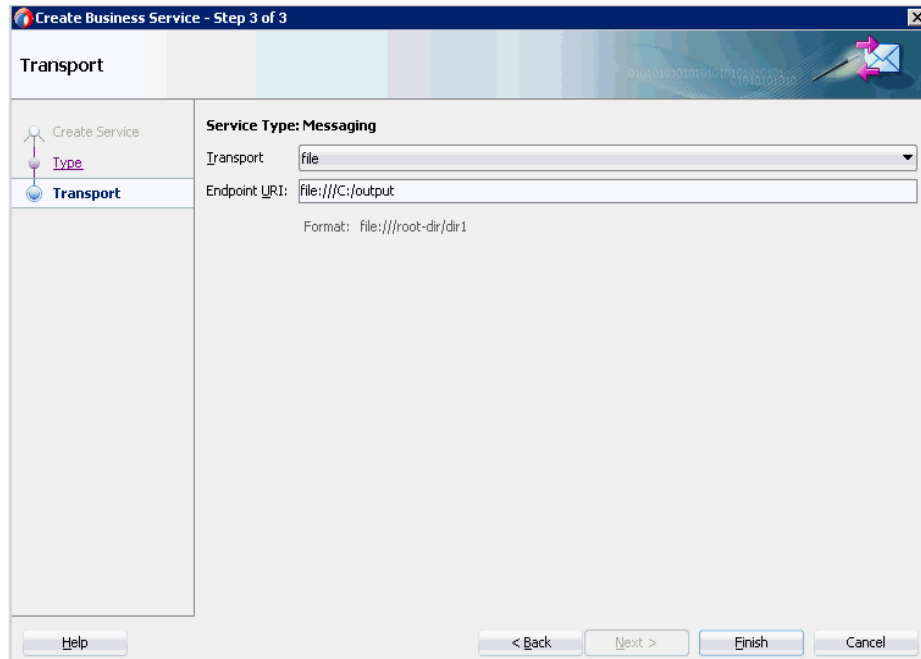 Create Business Service - Step 3 of 3
Transport
Create Service
Type
Transport
Service Type: Messaging
Transport file
Endpoint URI: file:///C:/output
Format: file:///root-dir/dir1
Help < Back Next > Finish Cancel